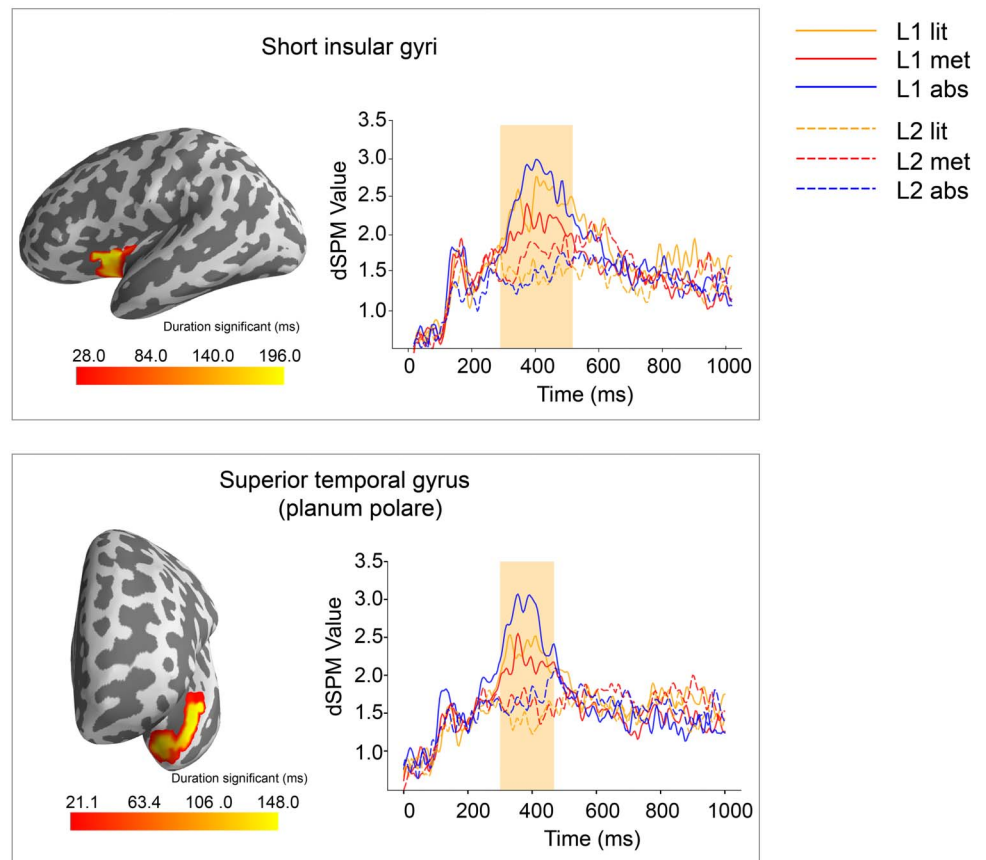 Short insular gyri
Duration significant (ms)
28.0 84.0 140.0 196.0
dSPM Value
3.5
3.0
2.5
2.0
1.5
1.0
0 200 400 600 800 1000
Time (ms)
L1 lit
L1 met
L1 abs
L2 lit
L2 met
L2 abs
Superior temporal gyrus
(planum polare)
Duration significant (ms)
21.1 63.4 106 .0 148.0
dSPM Value
3.5
3.0
2.5
2.0
1.5
1.0
0 200 400 600 800 1000
Time (ms)